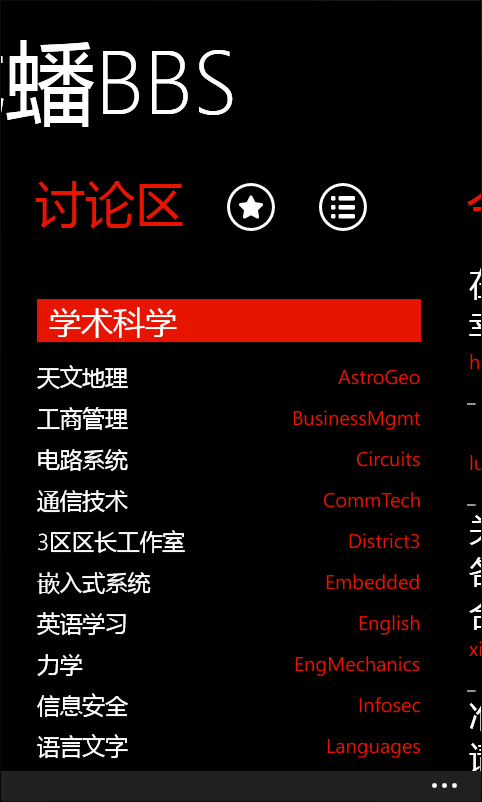 蟠BBS
讨论区
学术科学
天文地理 AstroGeo
工商管理 BusinessMgmt
电路系统 Circuits
通信技术 CommTech
3区区长工作室 District3
嵌入式系统 Embedded
英语学习 English
力学 EngMechanics
信息安全 Infosec
语言文字 Languages